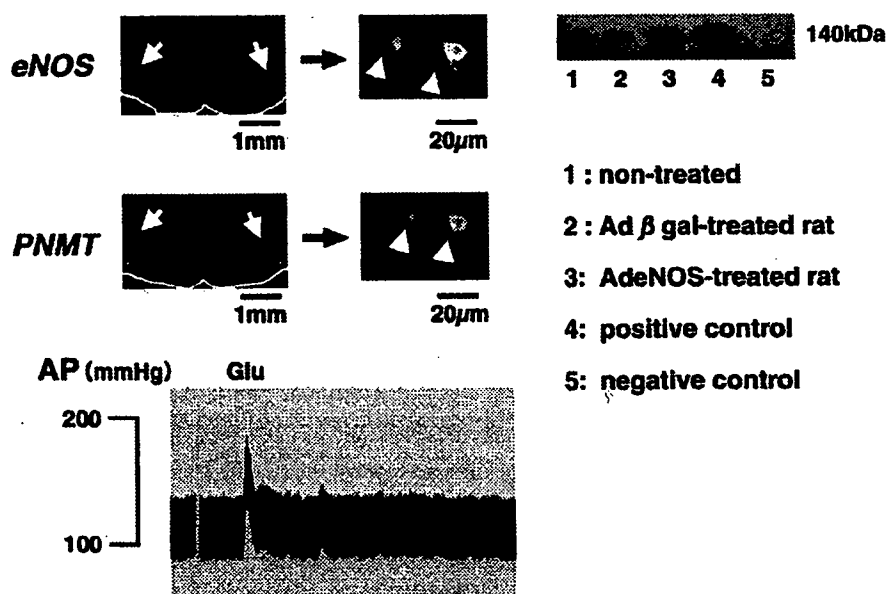 eNOS
1mm
20μm
PNMT
1mm
20μm
AP (mmHg)
Glu
200
100
140kDa
1 2 3 4 5
1 : non-treated
2 : Ad β gal-treated rat
3: AdeNOS-treated rat
4: positive control
5: negative control